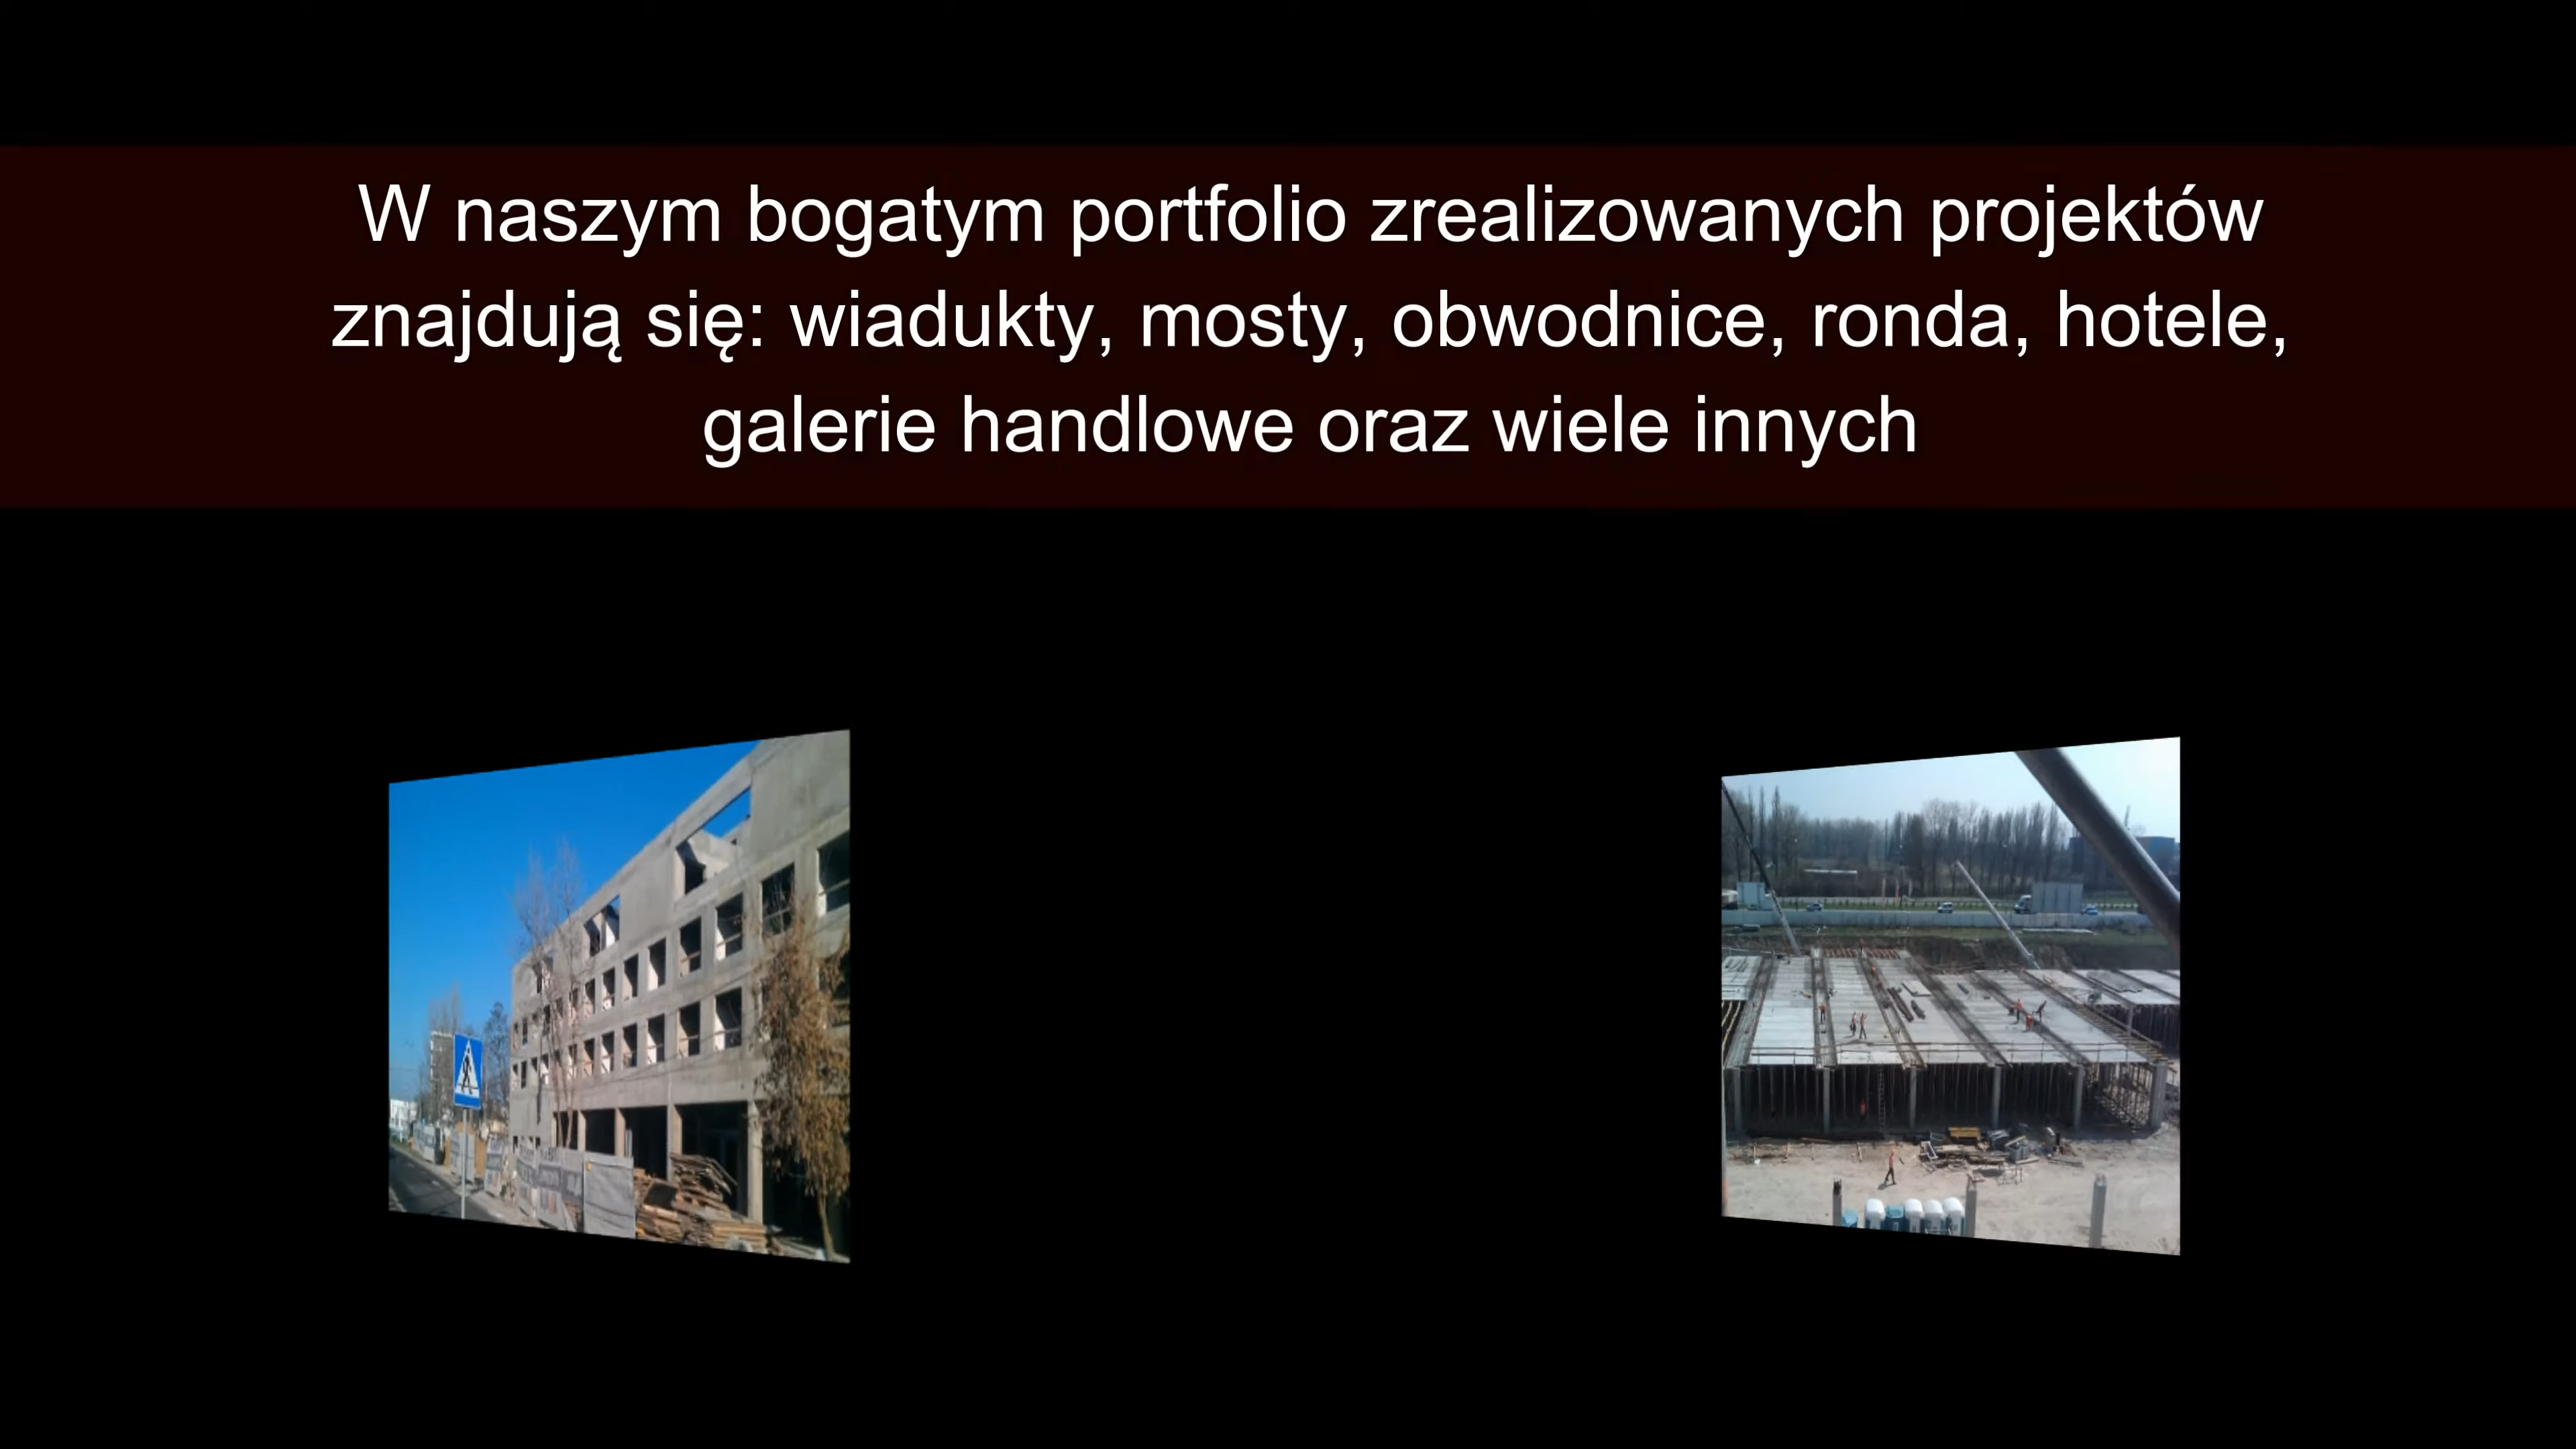 W naszym bogatym portfolio zrealizowanych projektów
znajdują się: wiadukty, mosty, obwodnice, ronda, hotele,
galerie handlowe oraz wiele innych